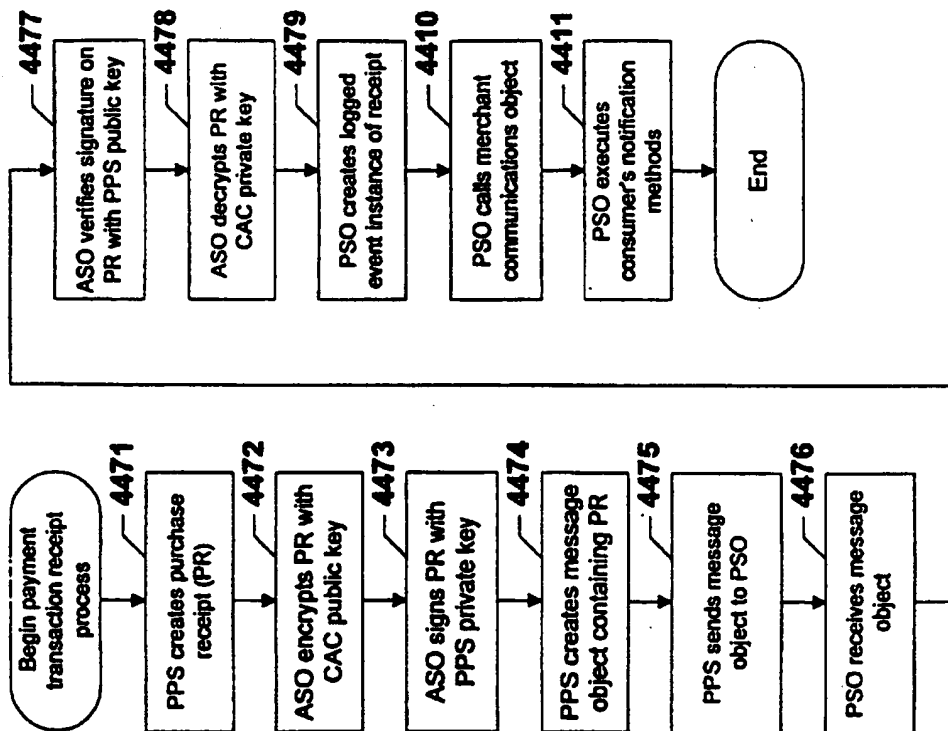 Begin payment
transaction receipt
process
4471
PPS creates purchase
receipt (PR)
4472
ASO encrypts PR with
CAC public key
4473
ASO signs PR with
PPS private key
4474
PPS creates message
object containing PR
4475
PPS sends message
object to PSO
4476
PSO receives message
object
4477
ASO verifies signature on
PR with PPS public key
4478
ASO decrypts PR with
CAC private key
4479
PSO creates logged
event instance of receipt
4410
PSO calls merchant
communications object
4411
PSO executes
consumer's notification
methods
End